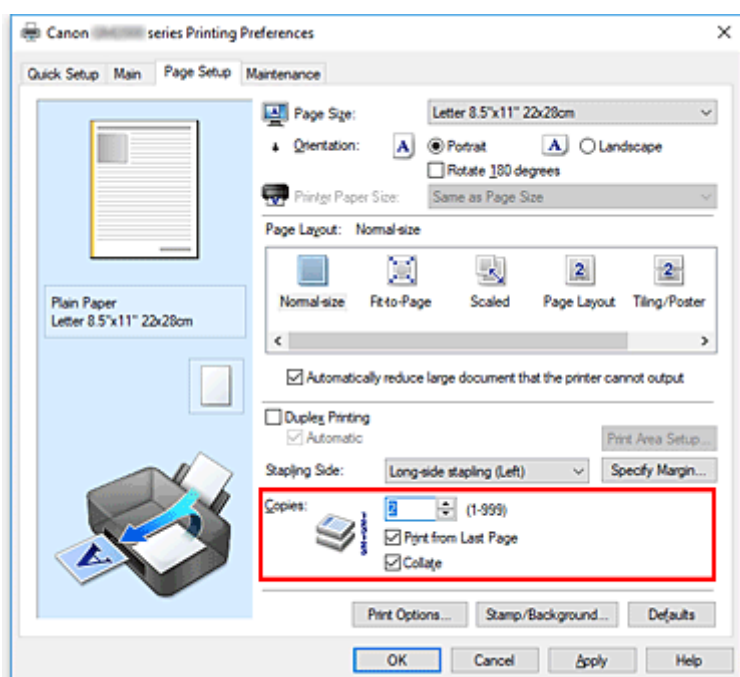 Canon series Printing Preferences
Quick Setup Main Page Setup Maintenance
Page Size: Letter 8.5"x11" 22x28cm
Orientation: A Portrait A Landscape
Rotate 180 degrees
Printer Paper Size: Same as Page Size
Page Layout: Normal-size
2 2
Normal-size Fit-to-Page Scaled Page Layout Tiling/Poster
Plain Paper
Letter 8.5"x11" 22x28cm
Automatically reduce large document that the printer cannot output
Duplex Printing
Automatic
Print Area Setup...
Stapling Side: Long-side stapling (Left) Specify Margin...
Copies: 2 (1-999)
Print from Last Page
Collate
A
Print Options... Stamp/Background... Defaults
OK Cancel Apply Help